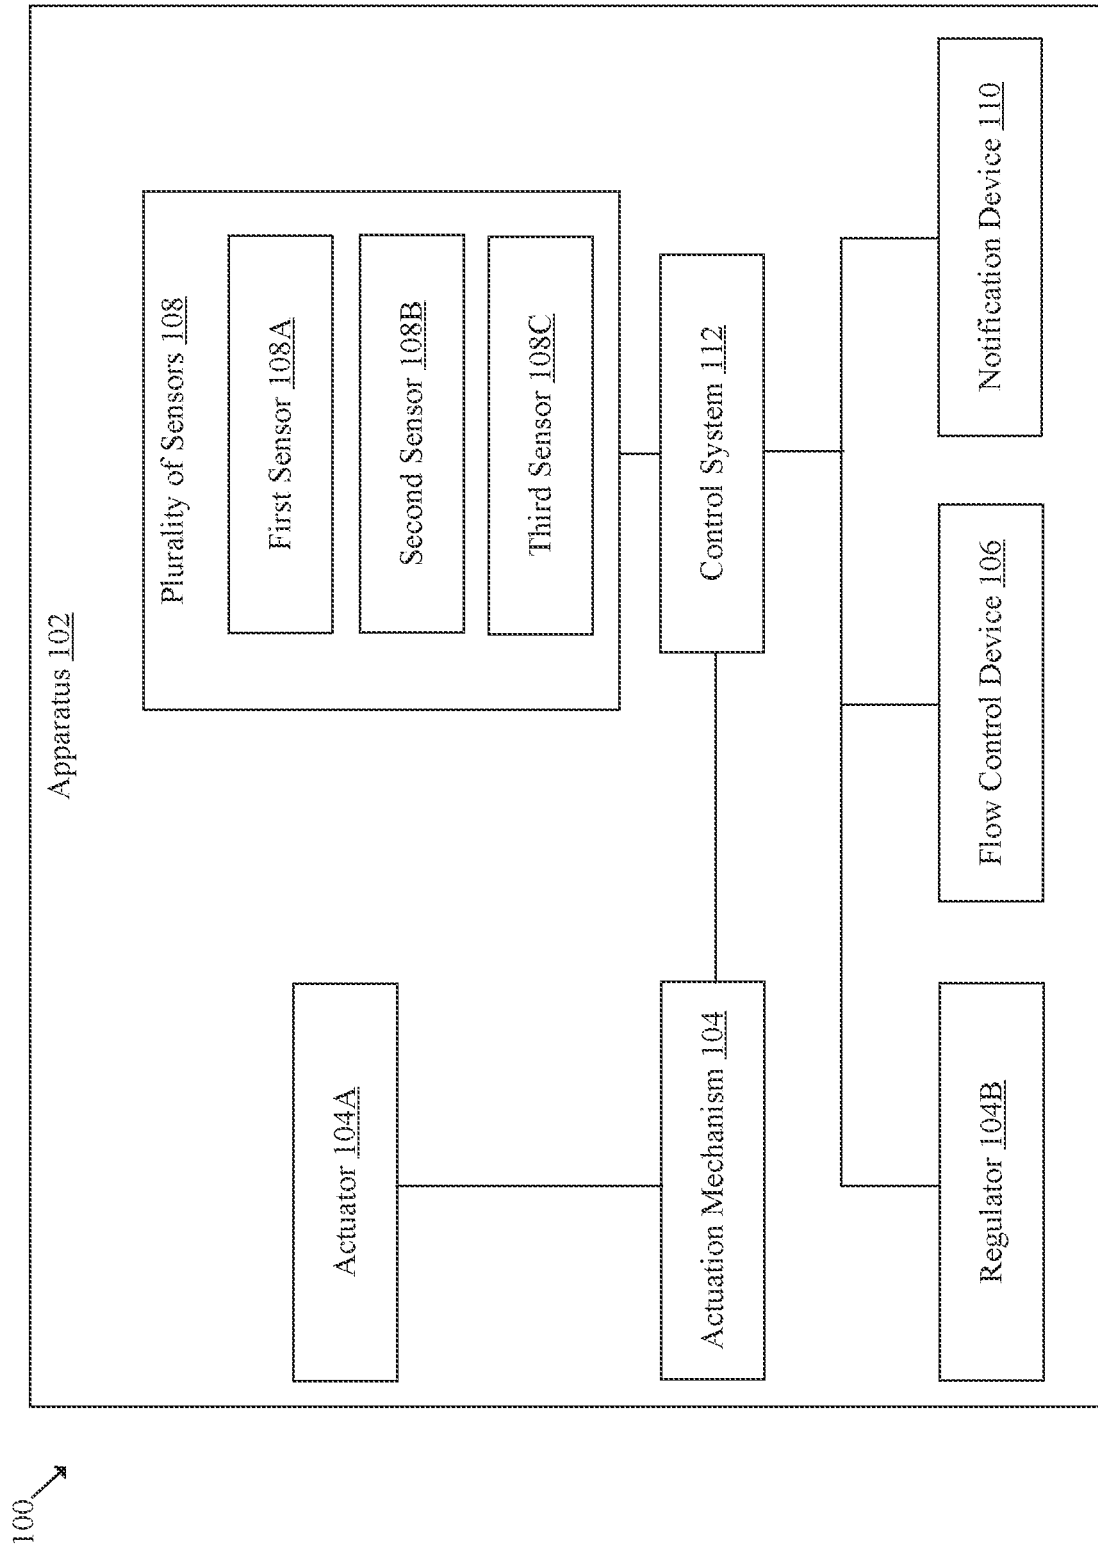 100
Apparatus 102
Plurality of Sensors 108
First Sensor 108A
Second Sensor 108B
Third Sensor 108C
Actuator 104A
Actuation Mechanism 104
Control System 112
Regulator 104B
Flow Control Device 106
Notification Device 110